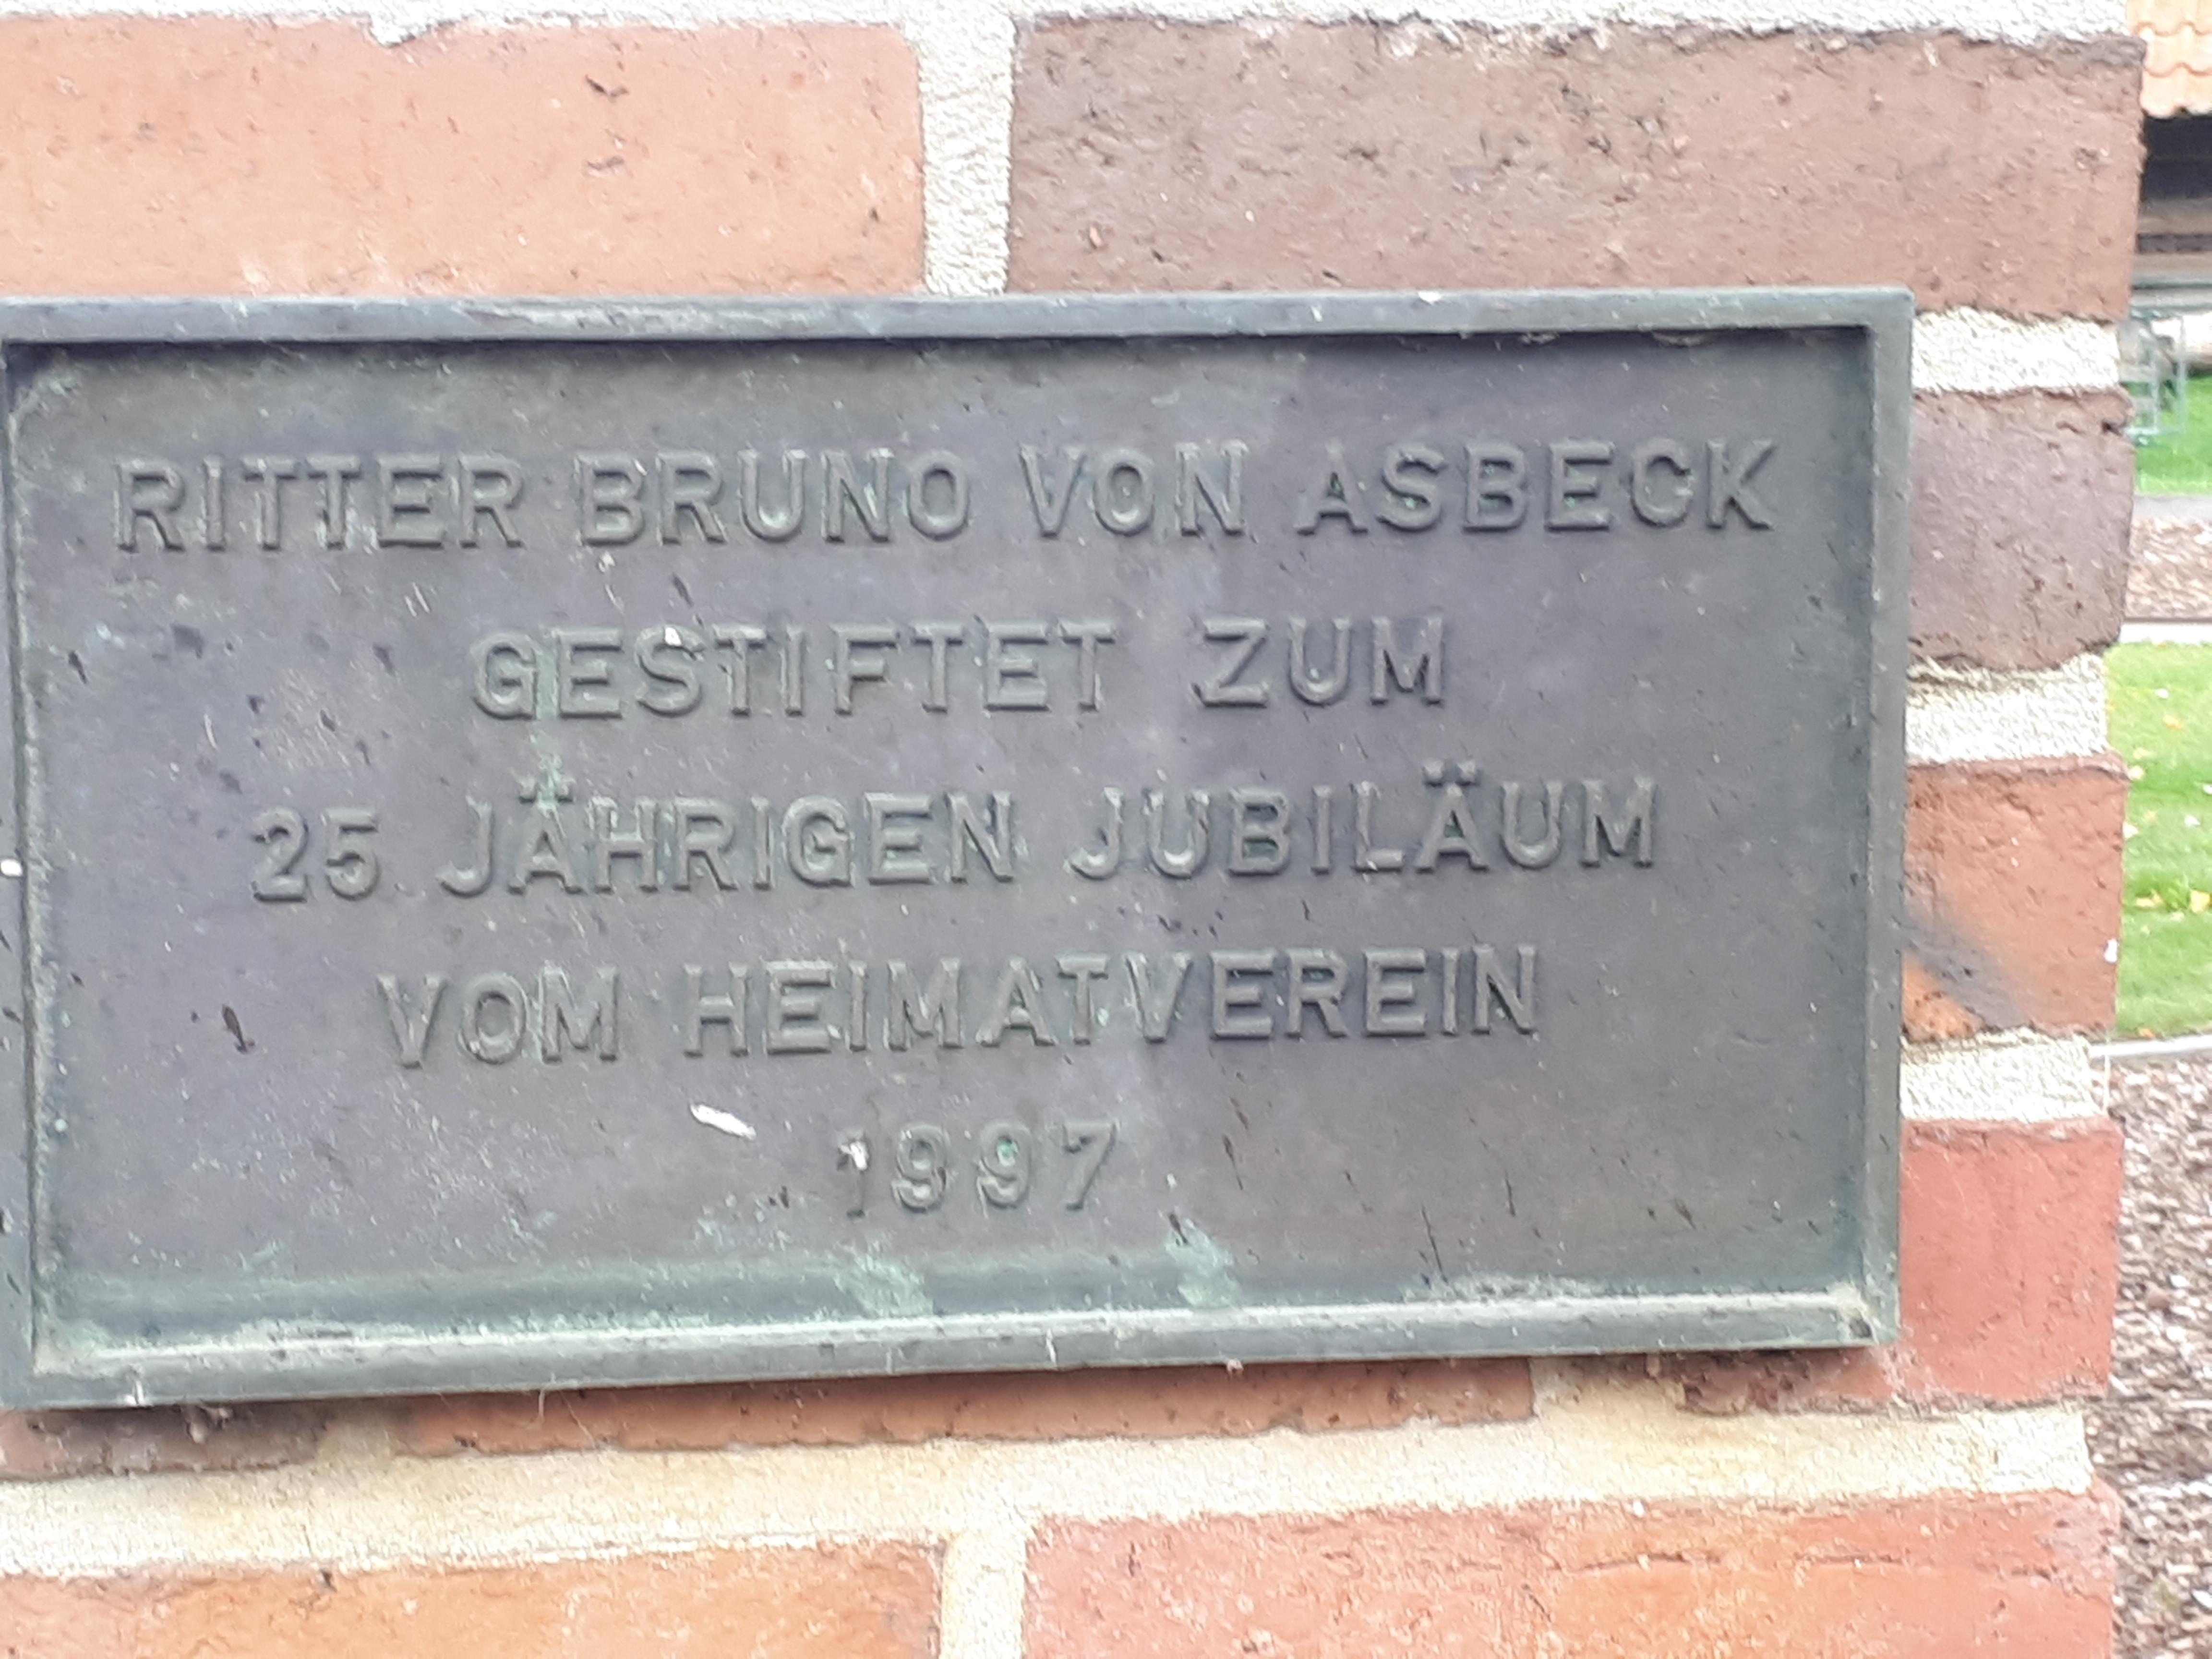 RITTER BRUNO VON ASBECK
GESTIFTET ZUM
25 JÄHRIGEN JUBILÄUM
VOM HEIMATVEREIN
1997